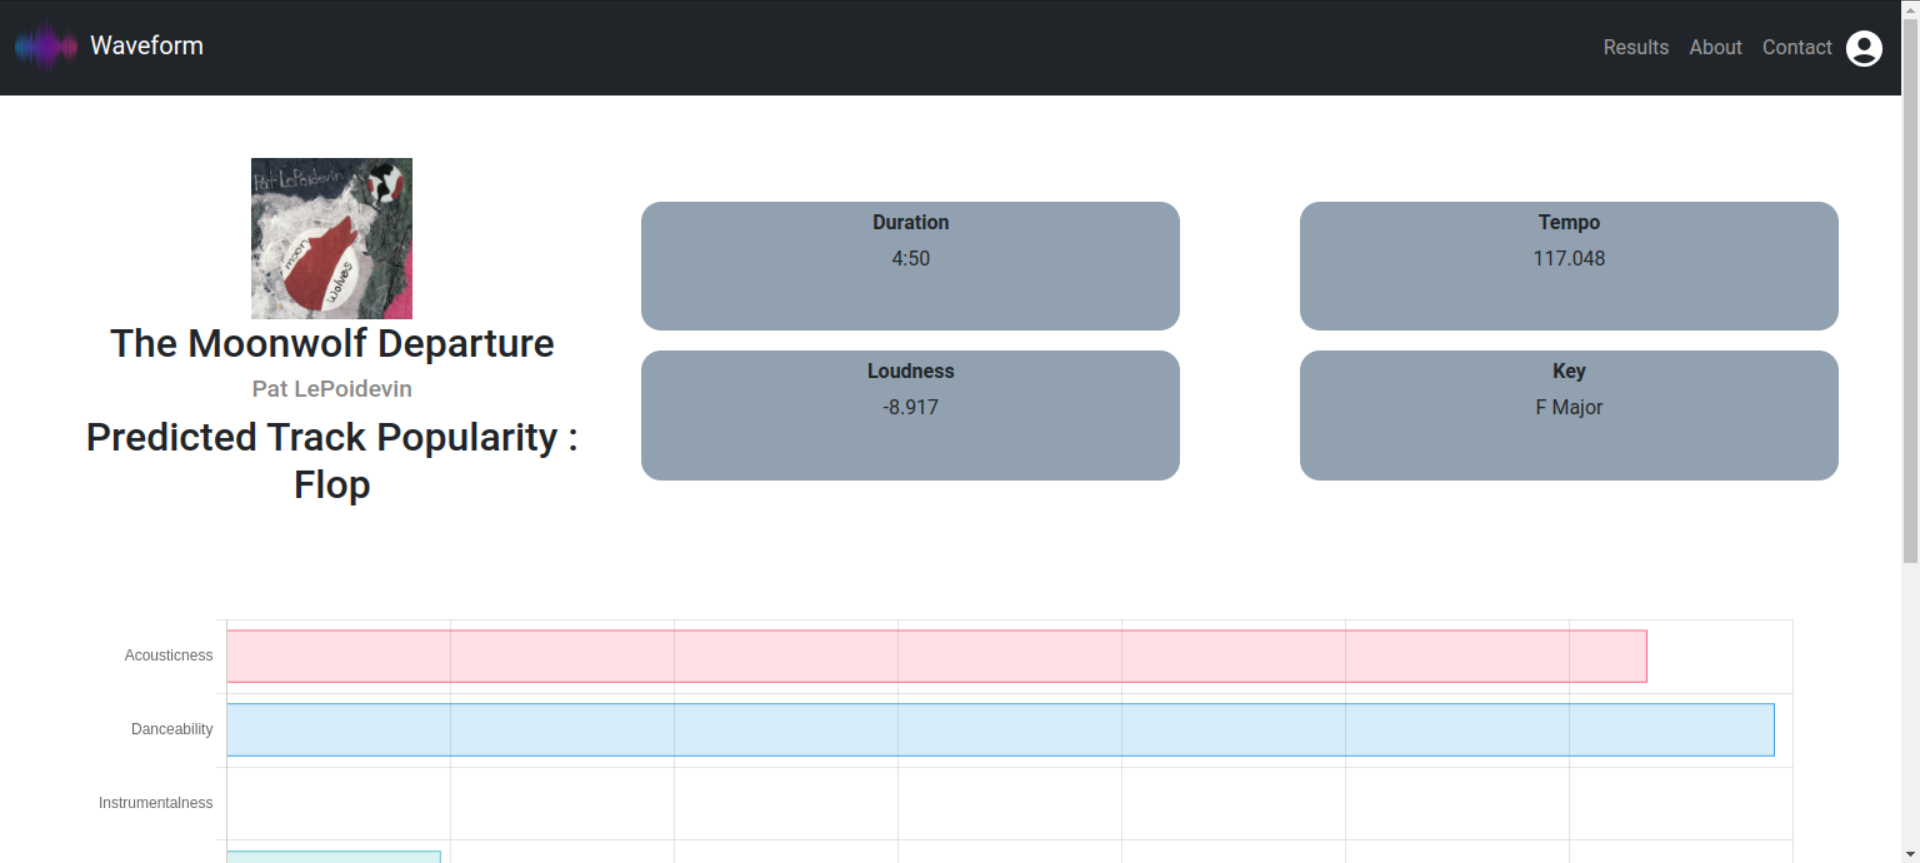 Waveform
Results About Contact
Pat LePoidevin
moon
wolves
The Moonwolf Departure
Pat LePoidevin
Predicted Track Popularity :
Flop
Duration
4:50
Tempo
117.048
Loudness
-8.917
Key
F Major
Acousticness
Danceability
Instrumentalness